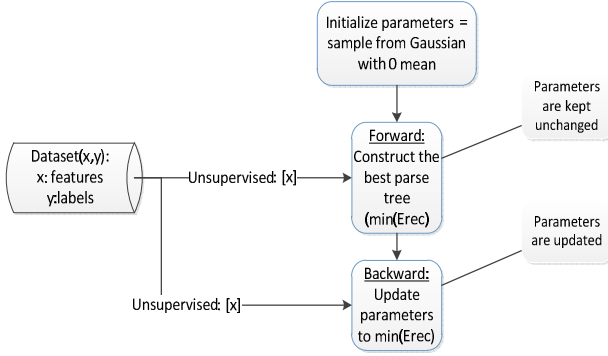 Initialize parameters =
sample from Gaussian
with 0 mean
Parameters
are kept
unchanged
Forward:
Construct the
best parse
tree
(min(Erec)
Dataset(x,y):
x: features
y:labels
Unsupervised: [x]
Parameters
are updated
Backward:
Update
parameters
to min(Erec)
Unsupervised: [x]